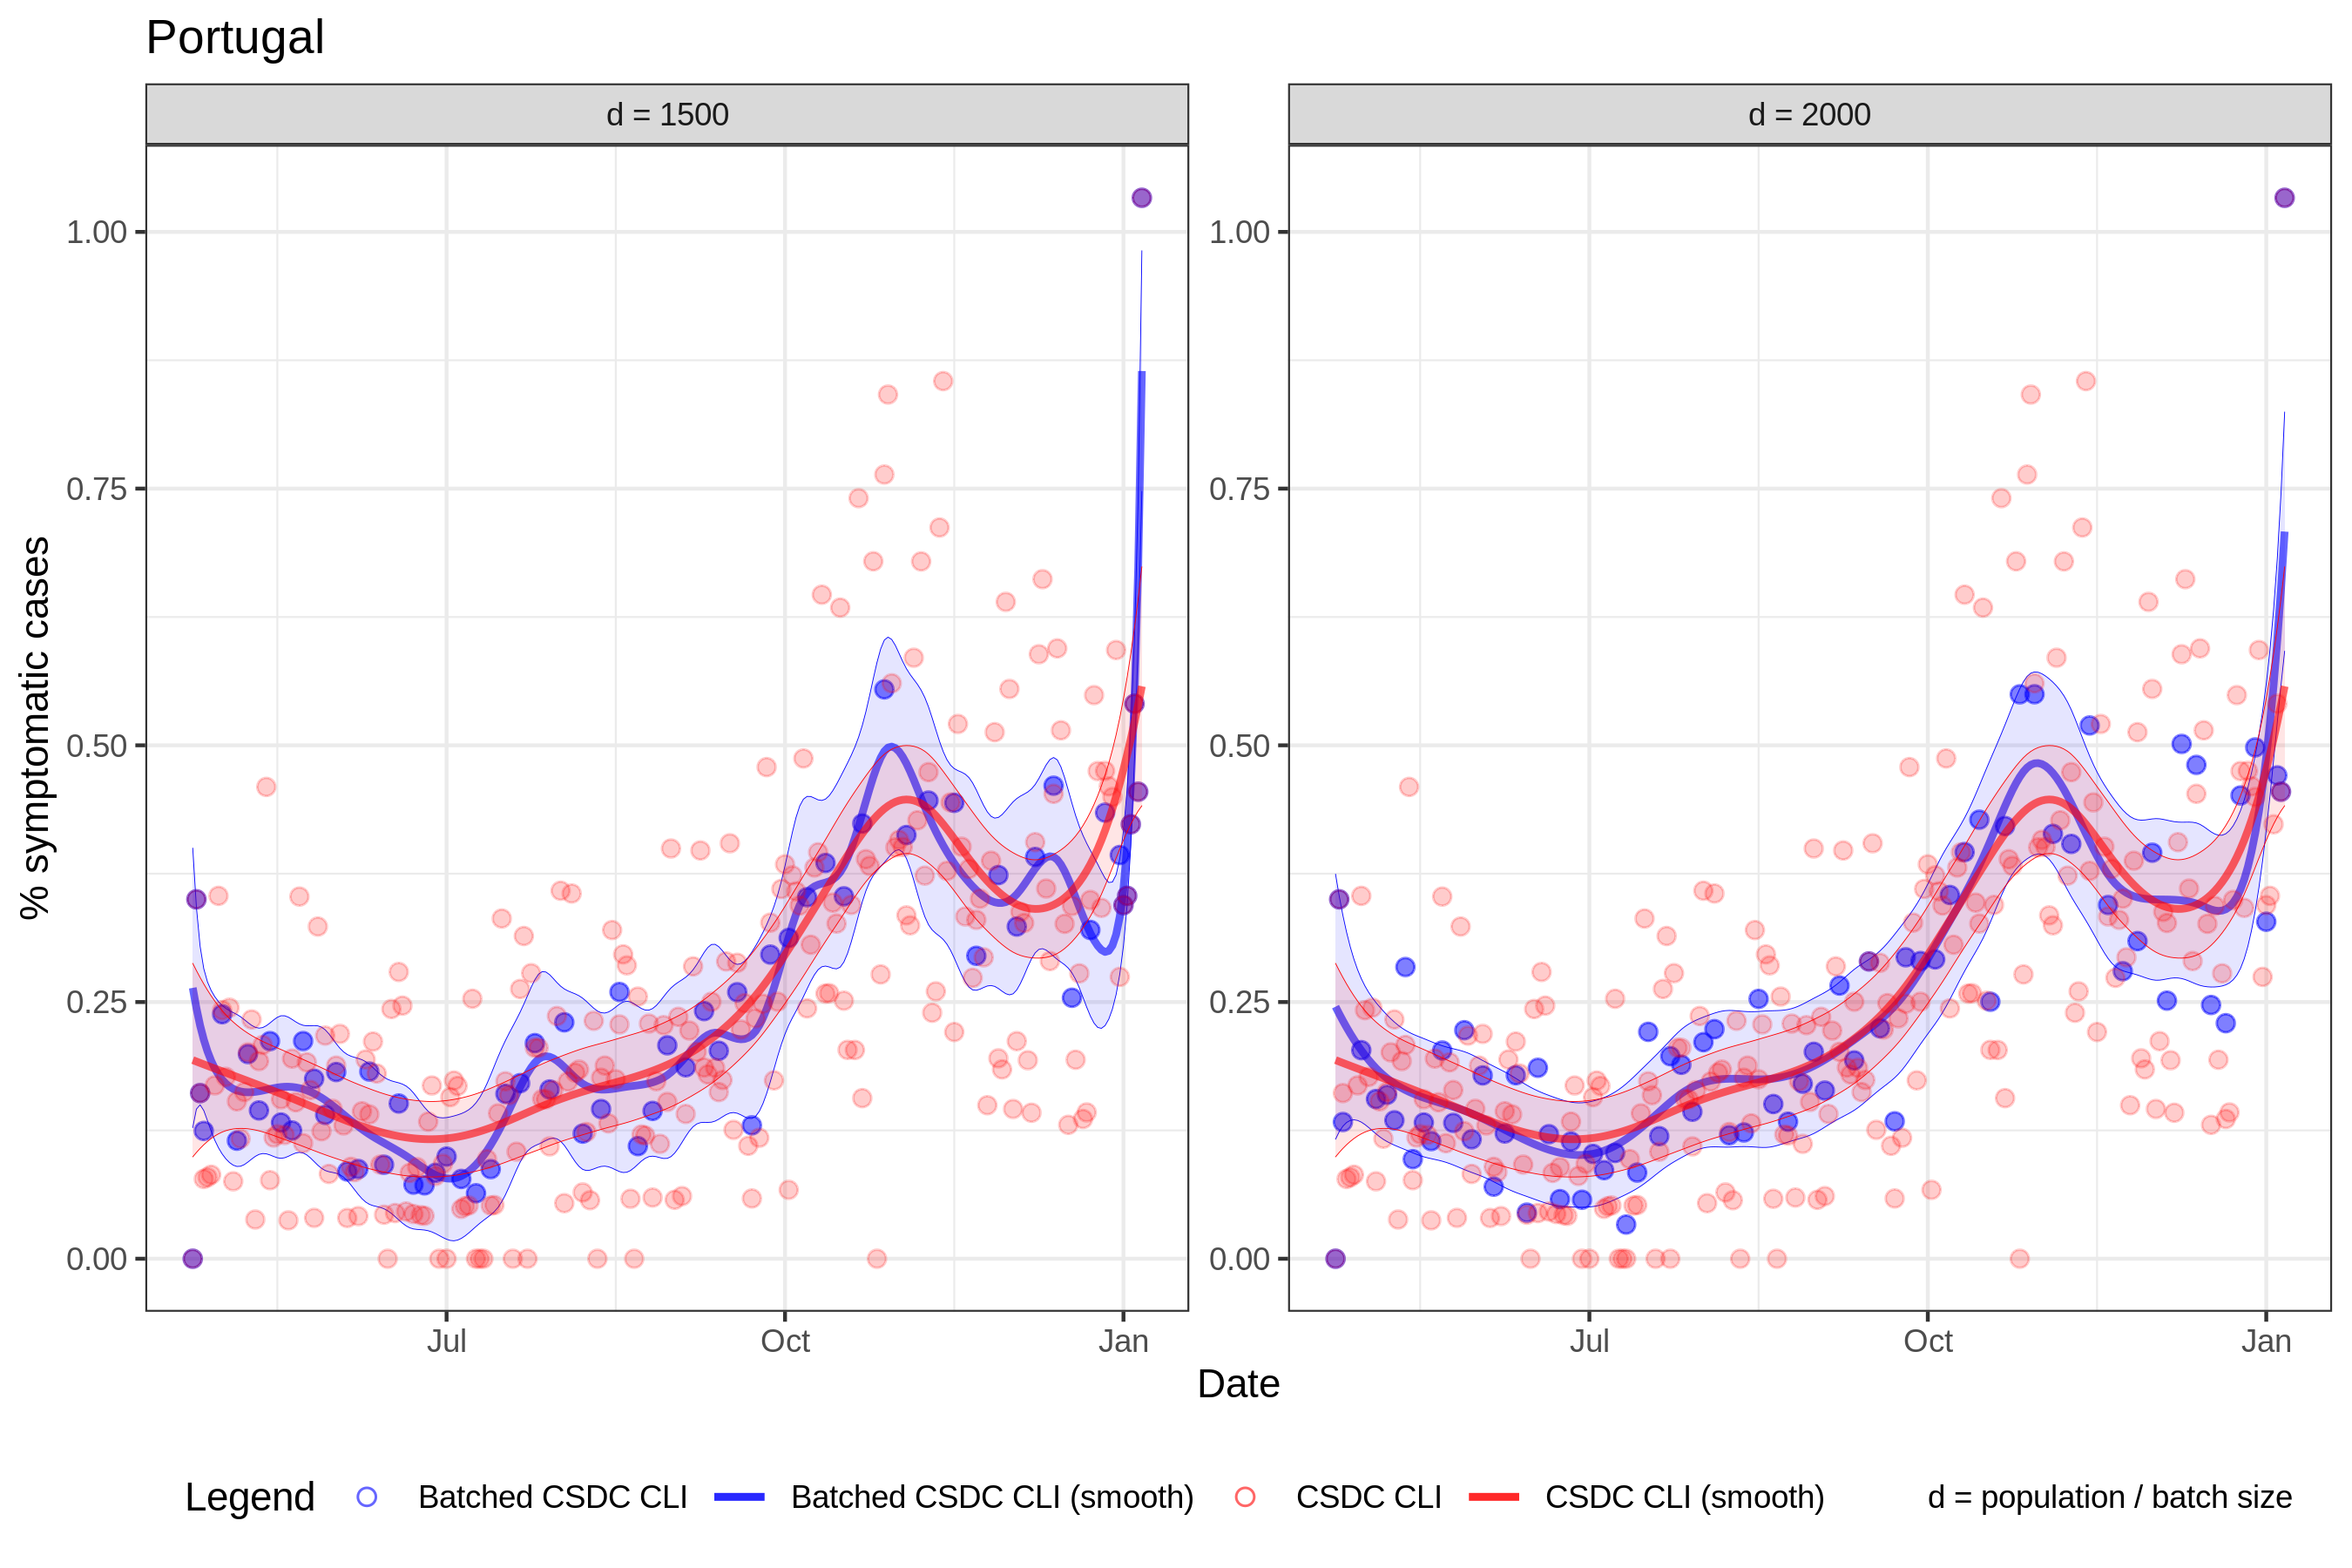 Portugal
d = 1500
d = 2000
% symptomatic cases
1.00
0.75
0.50
0.25
0.00
1.00
0.75
0.50
0.25
0.00
Jul
Oct
Jan
Jul
Oct
Jan
Date
Legend Batched CSDC CLI Batched CSDC CLI (smooth) CSDC CLI CSDC CLI (smooth) d = population / batch size